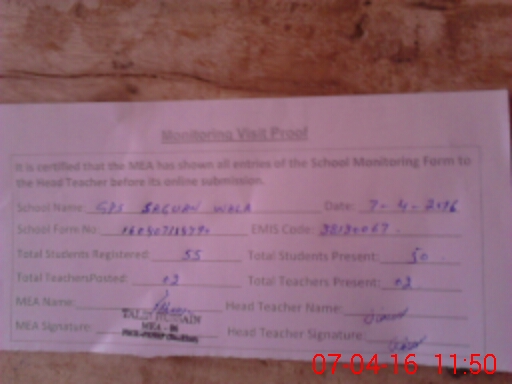 Monitoring Visit Proof
It is certified that the MEA has shown all entries of the School Monitoring Form to
the Head Teacher before its online submission.
School Name: GPS SAGUAN WALA Date: 7-4-2016
School Form No: EMIS Code:
Total Students Registered: 55 Total Students Present: 50
Total TeachersPosted: 02 Total Teachers Present: 02
MEA Name: Head Teacher Name:
TALIB HUSSAIN
MEA Signature: Head Teacher Signature:
07-04-16 11:50